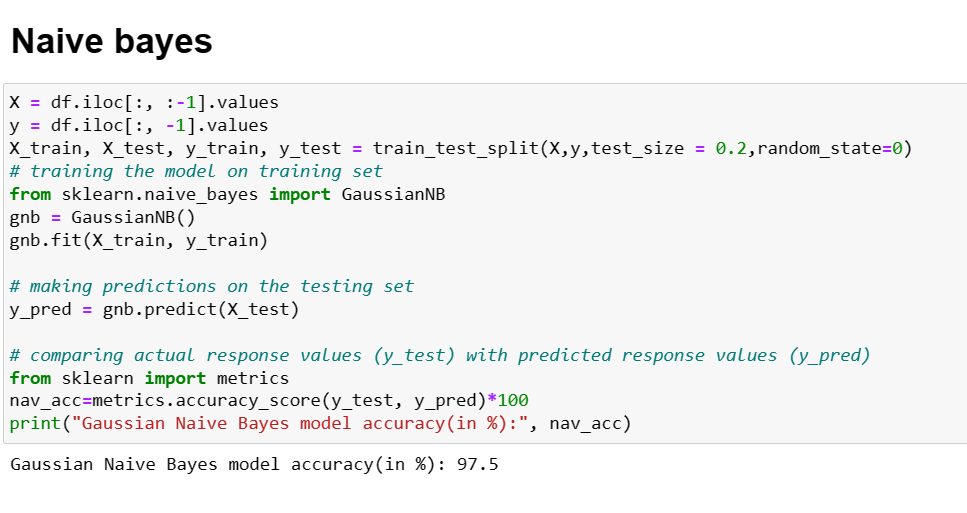 Naive bayes
X = df.iloc[:, :-1].values
y = df.iloc[:, -1].values
X_train, X_test, y_train, y_test = train_test_split(X,y,test_size = 0.2,random_state=0)
# training the model on training set
from sklearn.naive_bayes import GaussianNB
gnb = GaussianNB()
gnb.fit(X_train, y_train)
# making predictions on the testing set
y_pred = gnb.predict(X_test)
# comparing actual response values (y_test) with predicted response values (y_pred)
from sklearn import metrics
nav_acc=metrics.accuracy_score(y_test, y_pred)*100
print("Gaussian Naive Bayes model accuracy(in %):", nav_acc)
Gaussian Naive Bayes model accuracy(in %): 97.5